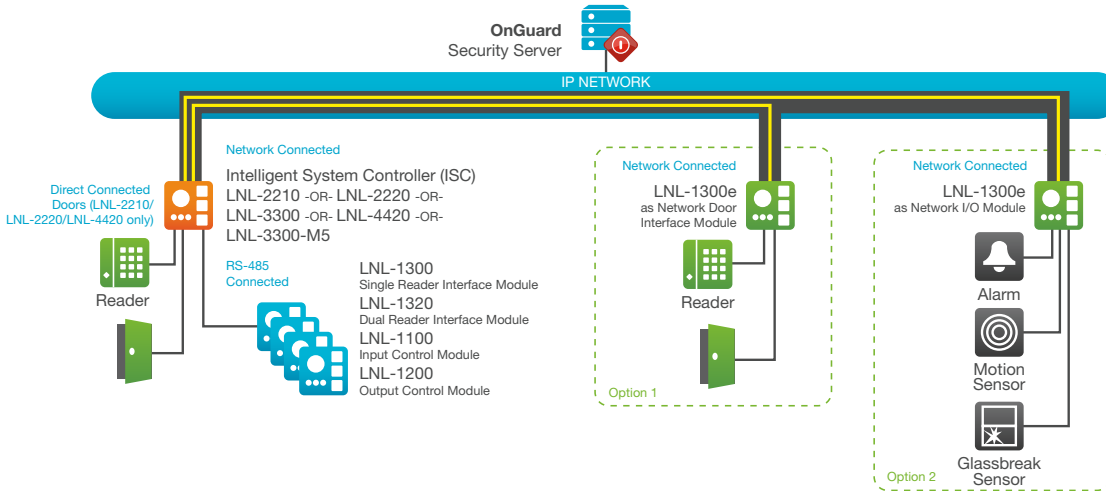 OnGuard
Security Server
IP NETWORK
Direct Connected
Doors (LNL-2210/
LNL-2220/LNL-4420 only)
Reader
Network Connected
Intelligent System Controller (ISC)
LNL-2210 -OR- LNL-2220 -OR-
LNL-3300 -OR- LNL-4420 -OR-
LNL-3300-M5
RS-485
Connected
LNL-1300
Single Reader Interface Module
LNL-1320
Dual Reader Interface Module
LNL-1100
Input Control Module
LNL-1200
Output Control Module
Network Connected
LNL-1300e
as Network Door
Interface Module
Reader
Option 1
Network Connected
LNL-1300e
as Network I/O Module
Alarm
Motion
Sensor
Glassbreak
Sensor
Option 2